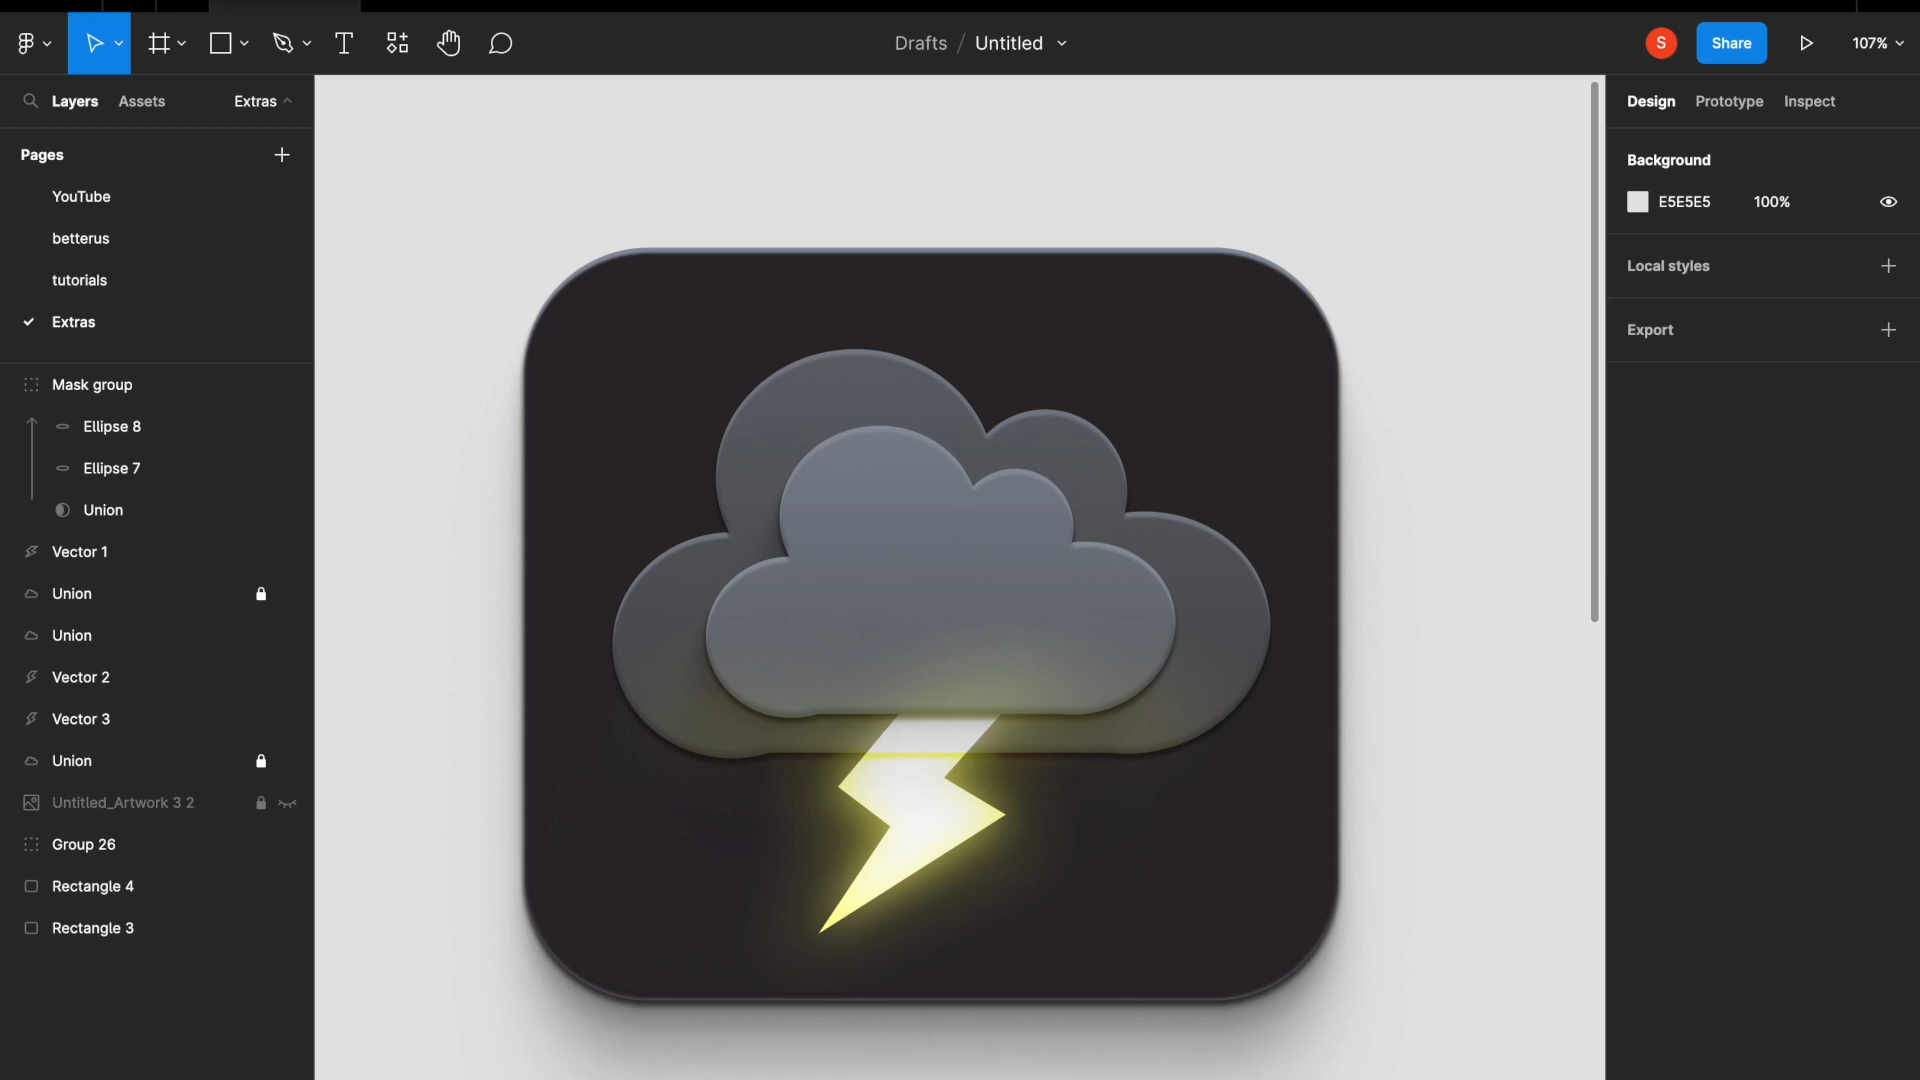 Drafts / Untitled
S
Share
107%
Layers Assets Extras
Pages
YouTube
betterus
tutorials
Extras
Mask group
Ellipse 8
Ellipse 7
Union
Vector 1
Union
Union
Vector 2
Vector 3
Union
Untitled_Artwork 3 2
Group 26
Rectangle 4
Rectangle 3
Design Prototype Inspect
Background
E5E5E5 100%
Local styles
Export